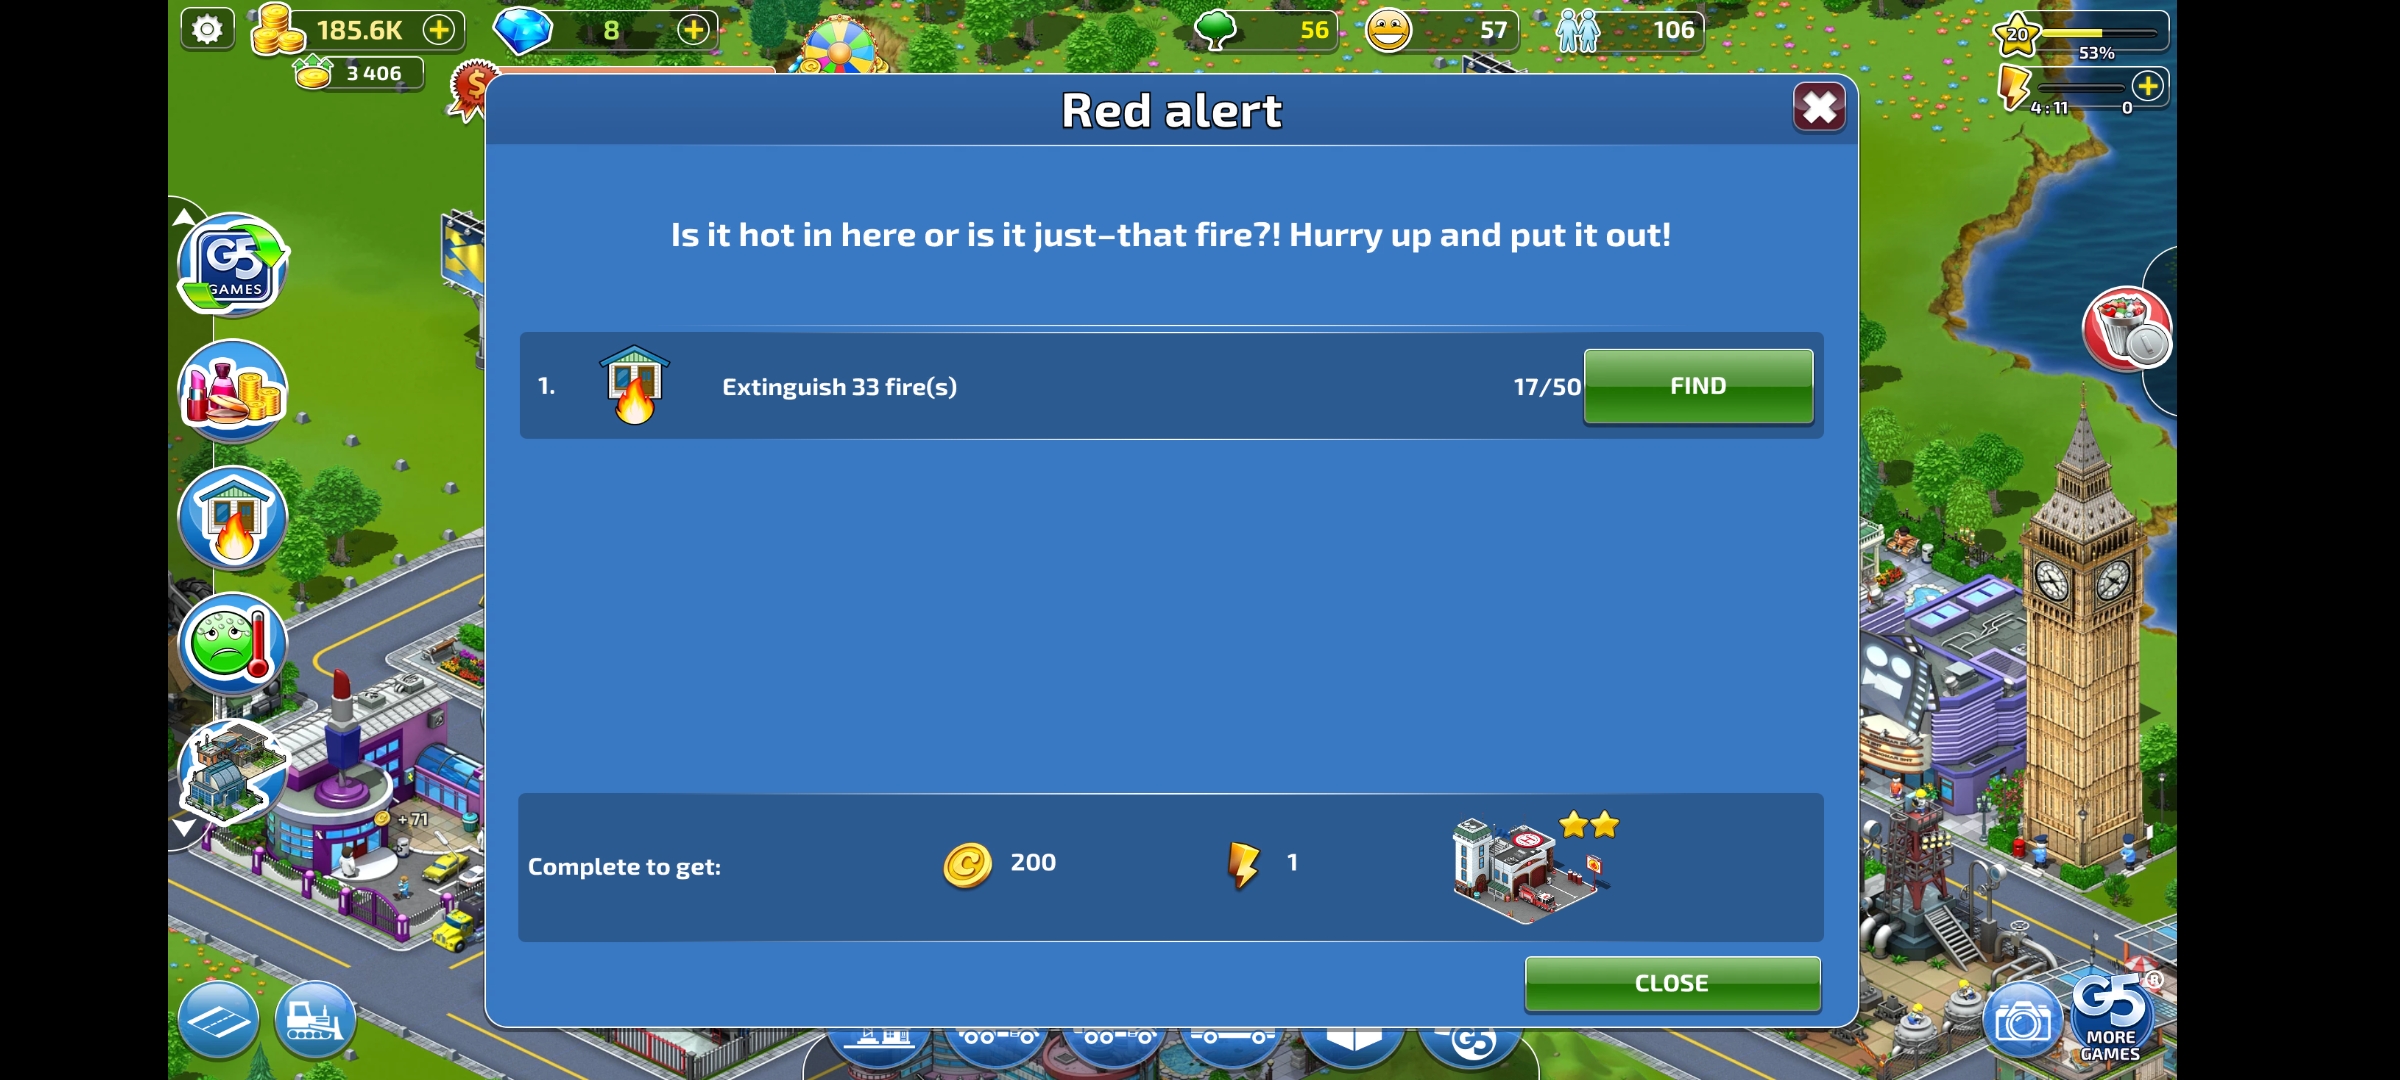 185.6K
8
56
57
106
20
53%
3 406
$
4:11
0
Red alert
Is it hot in here or is it just–that fire?! Hurry up and put it out!
G5
GAMES
1.
Extinguish 33 fire(s)
17/50
FIND
+71
Complete to get:
200
1
CLOSE
G5
G5®
MORE
GAMES